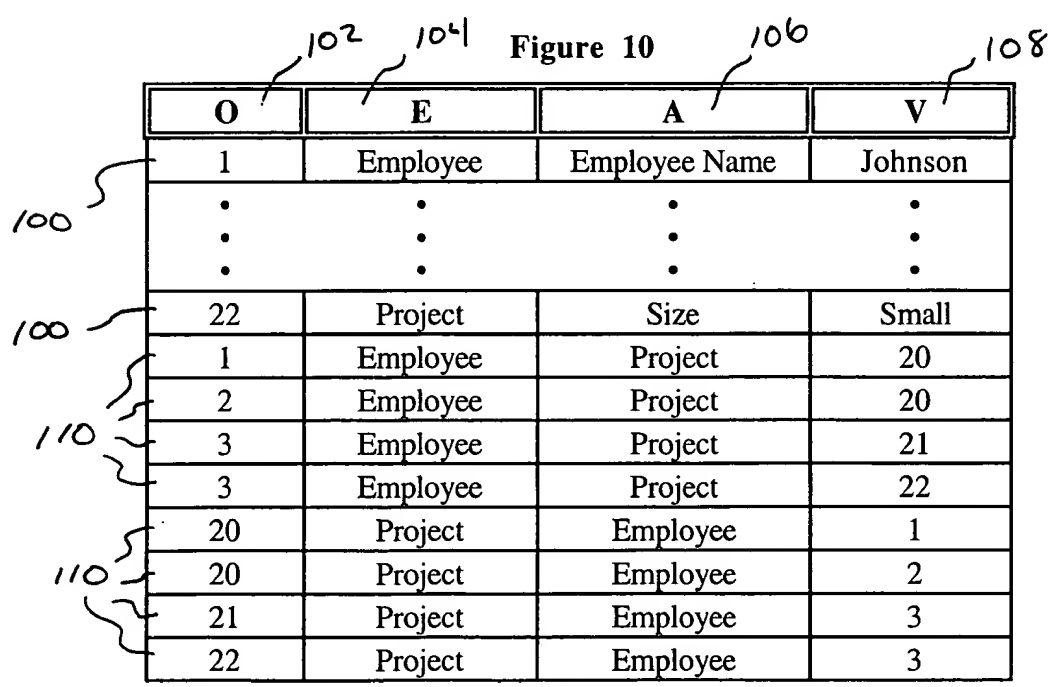 Figure 10
102 104 106 108
O E A V
1 Employee Employee Name Johnson
100
• • • •
• • • •
• • • •
100 22 Project Size Small
1 Employee Project 20
2 Employee Project 20
110
3 Employee Project 21
3 Employee Project 22
20 Project Employee 1
110 20 Project Employee 2
21 Project Employee 3
22 Project Employee 3